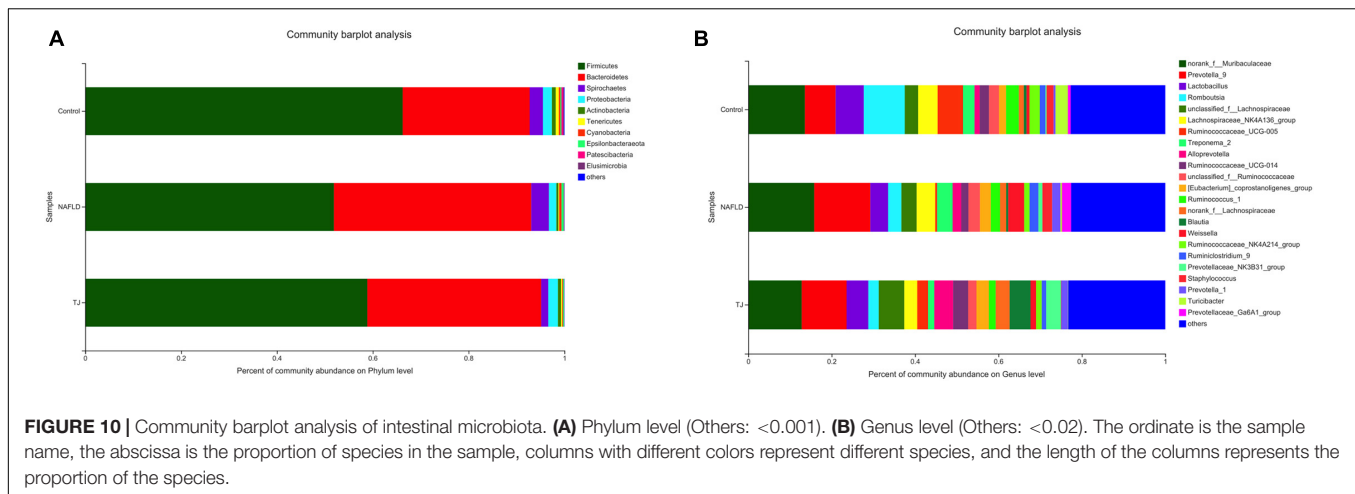 A
Community barplot analysis
Control
NAFLD
TJ
Samples
0
0.2
0.4
0.6
0.8
1
Percent of community abundance on Phylum level
Firmicutes
Bacteroidetes
Spirochaetes
Proteobacteria
Actinobacteria
Tenericutes
Cyanobacteria
Epsilonbacteraeota
Patescibacteria
Elusimicrobia
others
B
Community barplot analysis
Control
NAFLD
TJ
Samples
0
0.2
0.4
0.6
0.8
1
Percent of community abundance on Genus level
norank_f__Muribaculaceae
Prevotella_9
Lactobacillus
Romboutsia
unclassified_f__Lachnospiraceae
Lachnospiraceae_NK4A136_group
Ruminococcaceae_UCG-005
Treponema_2
Alloprevotella
Ruminococcaceae_UCG-014
unclassified_f__Ruminococcaceae
[Eubacterium]_coprostanoligenes_group
Ruminococcus_1
norank_f__Lachnospiraceae
Blautia
Weissella
Ruminococcaceae_NK4A214_group
Ruminiclostridium_9
Prevotellaceae_NK3B31_group
Staphylococcus
Prevotella_1
Turicibacter
Prevotellaceae_Ga6A1_group
others
FIGURE 10 | Community barplot analysis of intestinal microbiota. (A) Phylum level (Others: <0.001). (B) Genus level (Others: <0.02). The ordinate is the sample
name, the abscissa is the proportion of species in the sample, columns with different colors represent different species, and the length of the columns represents the
proportion of the species.